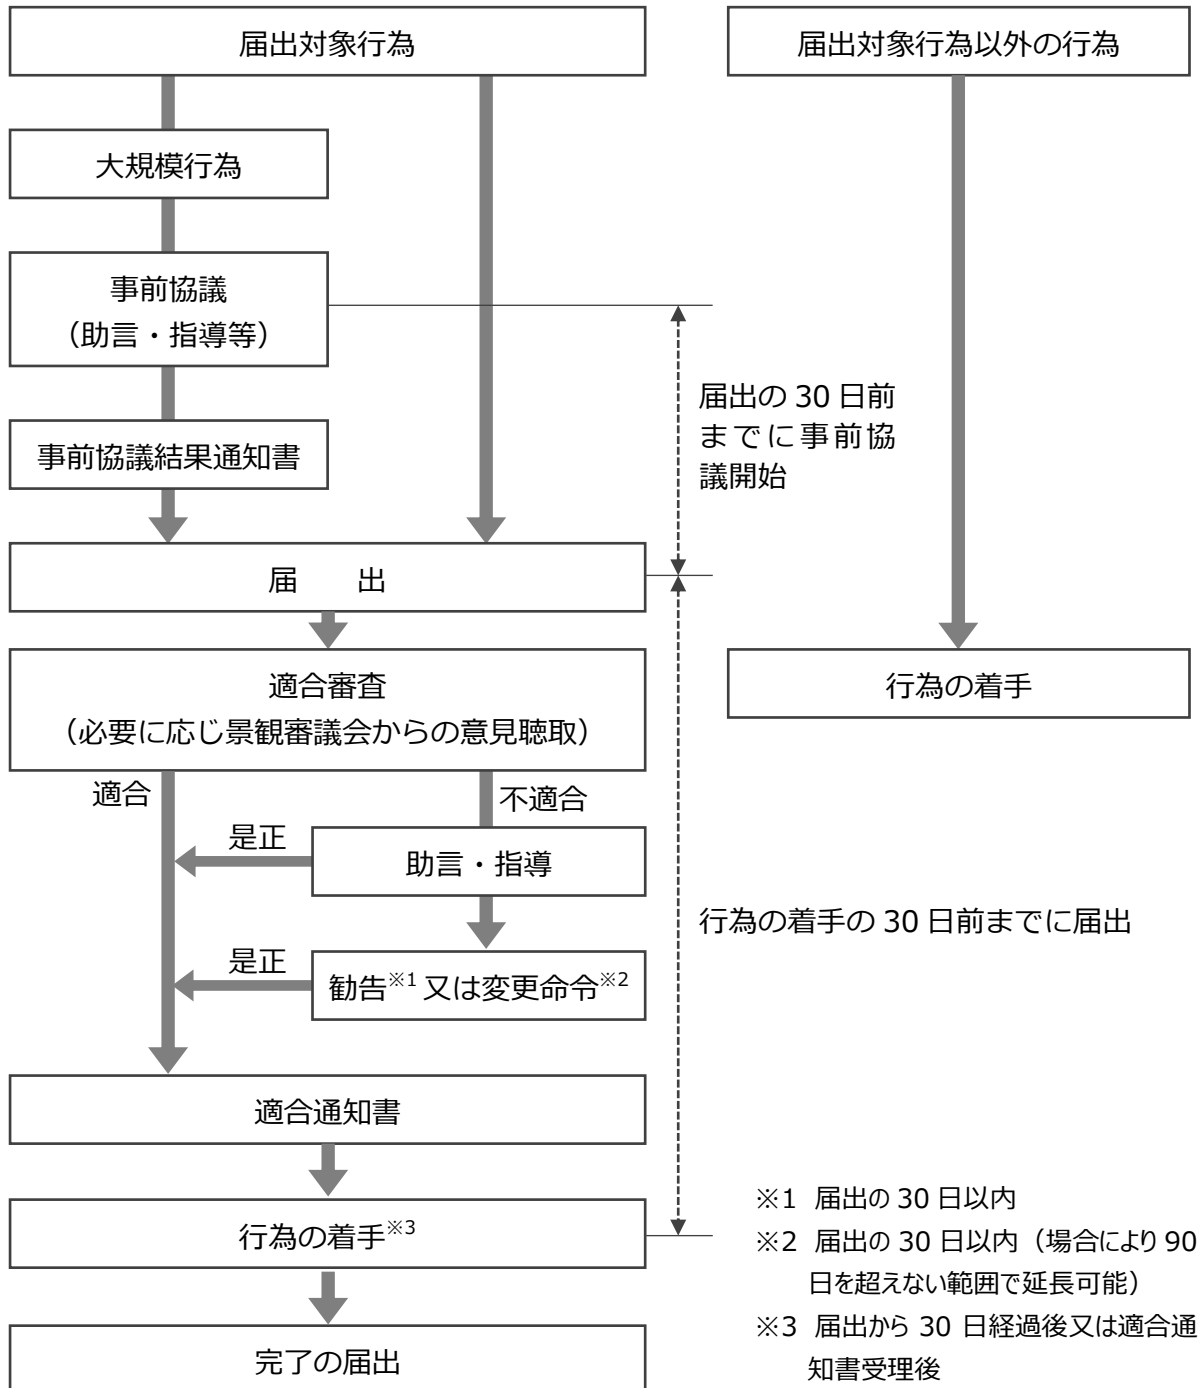 届出対象行為
届出対象行為以外の行為
大規模行為
事前協議
（助言・指導等）
届出の 30 日前
までに事前協
議開始
事前協議結果通知書
届　　出
適合審査
（必要に応じ景観審議会からの意見聴取）
行為の着手
適合
不適合
是正
助言・指導
行為の着手の 30 日前までに届出
是正
勧告※1 又は変更命令※2
適合通知書
行為の着手※3
完了の届出
※1 届出の 30 日以内
※2 届出の 30 日以内（場合により 90
日を超えない範囲で延長可能）
※3 届出から 30 日経過後又は適合通
知書受理後